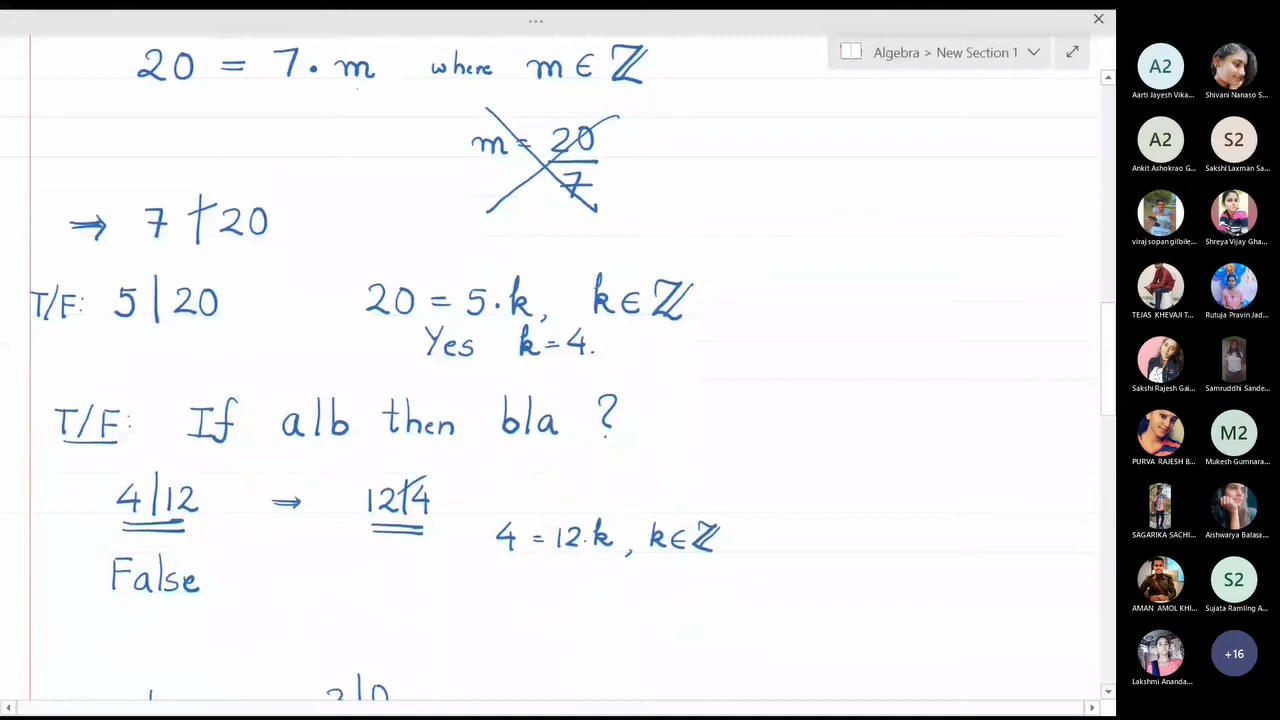 ...
Algebra > New Section 1
20 = 7 · m where m ∈ ℤ
m = 20/7
⇒ 7 ∤ 20
T/F: 5 | 20 20 = 5 · k, k ∈ ℤ
Yes k = 4.
T/F: If a|b then b|a ?
4 | 12 ⇒ 12 ∤ 4
4 = 12 · k, k ∈ ℤ
False
A2
Aarti Jayesh Vika...
Shivani Nanaso S...
A2
Ankit Ashokrao G...
S2
Sakshi Laxman Sa...
viraj sopan gilbile...
Shreya Vijay Gha...
TEJAS KHEVAJI T...
Rutuja Pravin Jad...
Sakshi Rajesh Gai...
Samruddhi Sande...
PURVA RAJESH B...
M2
Mukesh Gumnara...
SAGARIKA SACHI...
Aishwarya Balasa...
AMAN AMOL KHI...
S2
Sujata Ramling A...
Lakshmi Ananda...
+16